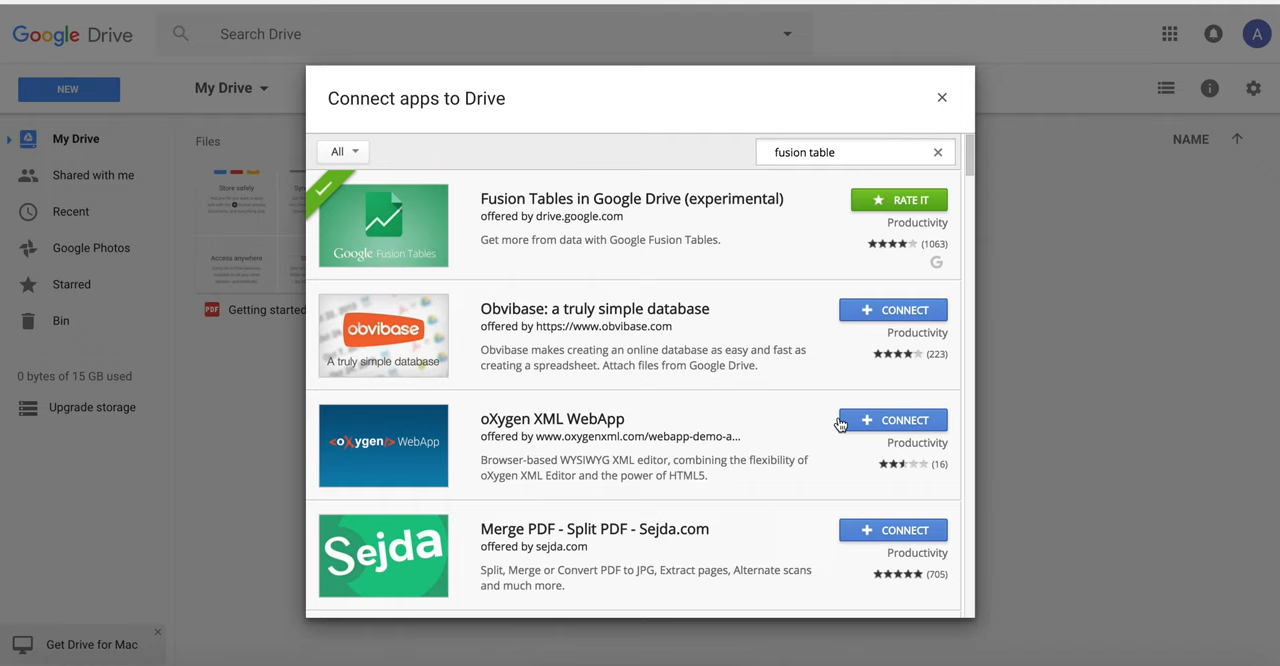 Google Drive
Search Drive
A
NEW
My Drive
Connect apps to Drive
NAME
My Drive
Shared with me
Recent
Google Photos
Starred
Bin
0 bytes of 15 GB used
Upgrade storage
Get Drive for Mac
Files
Store safely
Access anywhere
PDF Getting started
All
fusion table
Google Fusion Tables
Fusion Tables in Google Drive (experimental)
offered by drive.google.com
Get more from data with Google Fusion Tables.
RATE IT
Productivity
(1063)
G
obvibase
A truly simple database
Obvibase: a truly simple database
offered by https://www.obvibase.com
Obvibase makes creating an online database as easy and fast as
creating a spreadsheet. Attach files from Google Drive.
CONNECT
Productivity
(223)
<oXygen/> WebApp
oXygen XML WebApp
offered by www.oxygenxml.com/webapp-demo-a...
Browser-based WYSIWYG XML editor, combining the flexibility of
oXygen XML Editor and the power of HTML5.
CONNECT
Productivity
(16)
Sejda
Merge PDF - Split PDF - Sejda.com
offered by sejda.com
Split, Merge or Convert PDF to JPG, Extract pages, Alternate scans
and much more.
CONNECT
Productivity
(705)